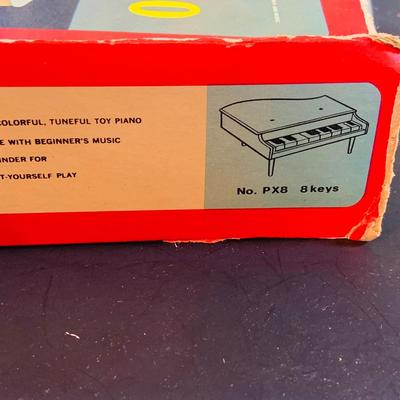 COLORFUL, TUNEFUL TOY PIANO
E WITH BEGINNER'S MUSIC
INDER FOR
T-YOURSELF PLAY
No. PX8 8 keys